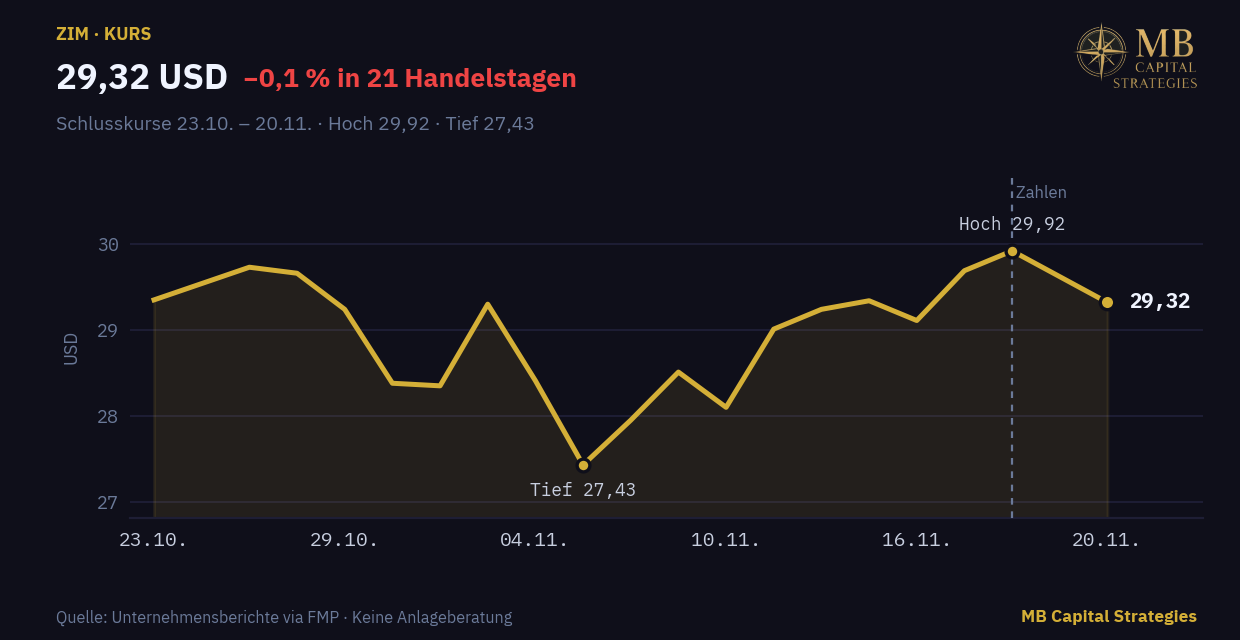 ZIM · KURS
29,32 USD –0,1 % in 21 Handelstagen
Schlusskurse 23.10. – 20.11. · Hoch 29,92 · Tief 27,43
MB
CAPITAL
STRATEGIES
Zahlen
Hoch 29,92
30
29,32
29
USD
28
Tief 27,43
27
23.10. 29.10. 04.11. 10.11. 16.11. 20.11.
Quelle: Unternehmensberichte via FMP · Keine Anlageberatung
MB Capital Strategies